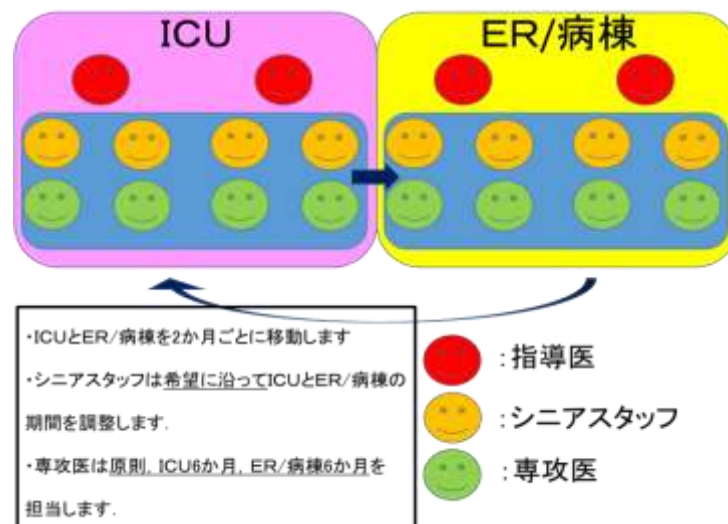 ICU
ER/病棟
・ICUとER/病棟を2か月ごとに移動します
・シニアスタッフは希望に沿ってICUとER/病棟の
期間を調整します.
・専攻医は原則, ICU6か月, ER/病棟6か月を
担当します.
:指導医
:シニアスタッフ
:専攻医